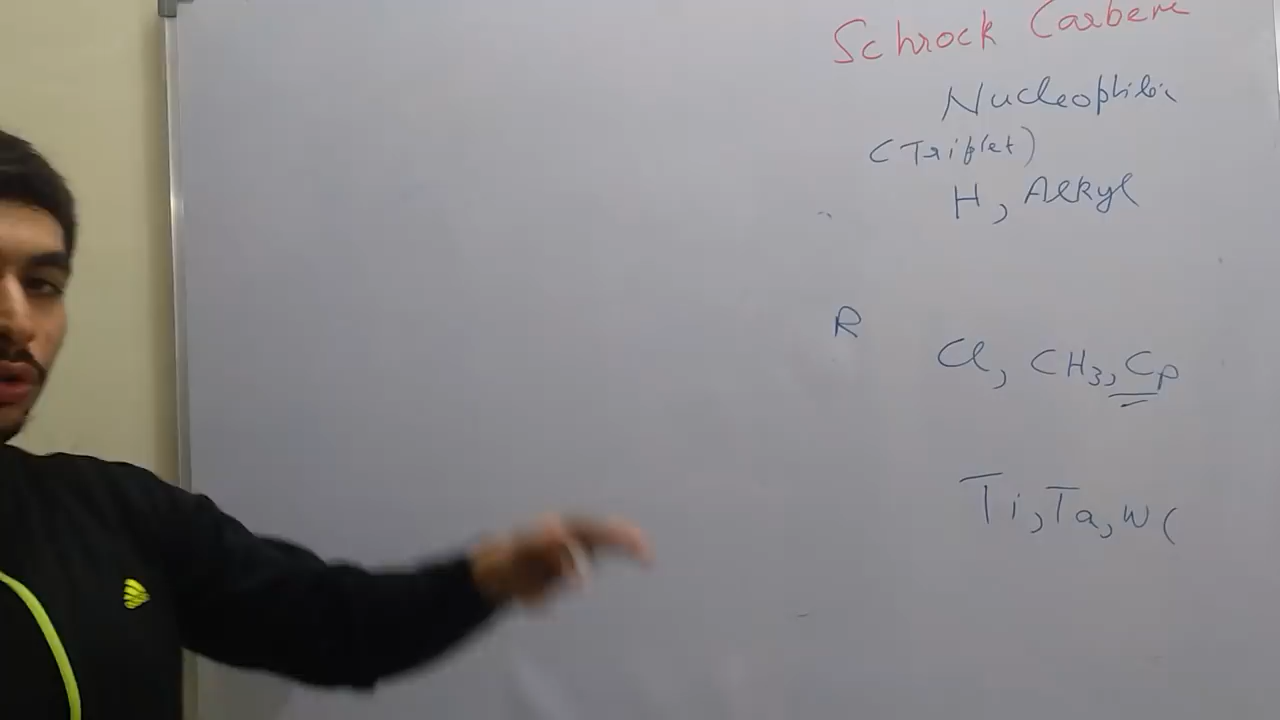 Schrock Carbene
Nucleophilic
(Triplet)
H, Alkyl
R
Cl, CH3, Cp
Ti, Ta, W (